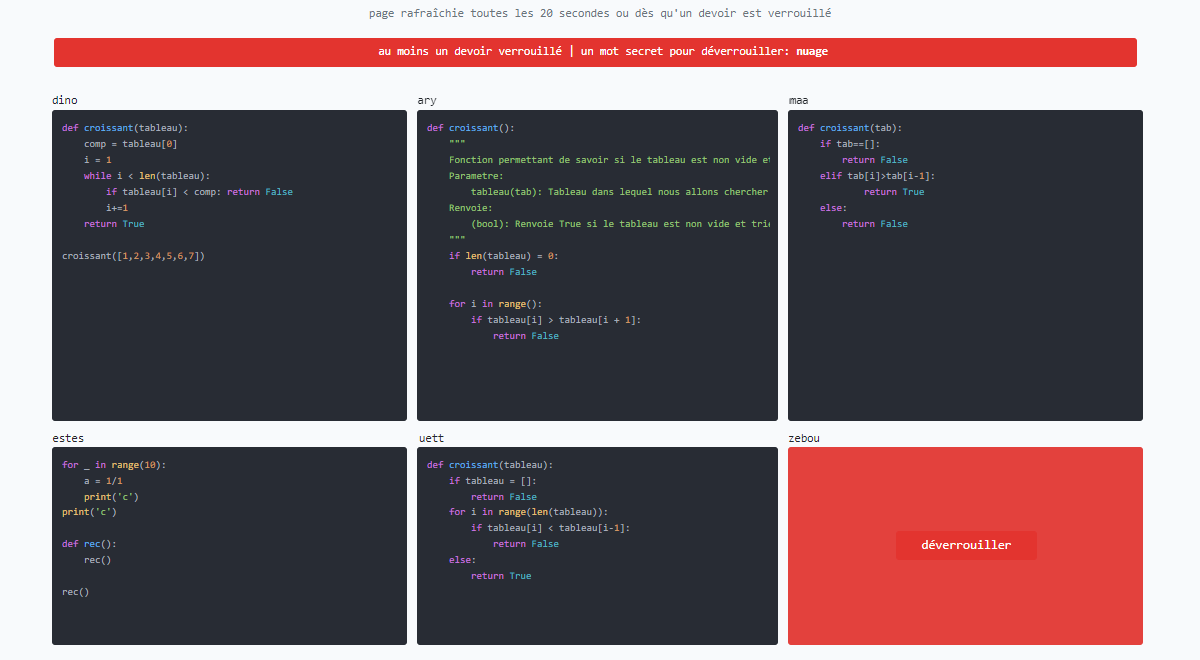 page rafraîchie toutes les 20 secondes ou dès qu'un devoir est verrouillé
au moins un devoir verrouillé | un mot secret pour déverrouiller: nuage
dino
def croissant(tableau):
    comp = tableau[0]
    i = 1
    while i < len(tableau):
        if tableau[i] < comp: return False
        i+=1
    return True
croissant([1,2,3,4,5,6,7])
ary
def croissant():
    """
    Fonction permettant de savoir si le tableau est non vide et
    Parametre:
        tableau(tab): Tableau dans lequel nous allons chercher
    Renvoie:
        (bool): Renvoie True si le tableau est non vide et trié
    """
    if len(tableau) = 0:
        return False
    for i in range():
        if tableau[i] > tableau[i + 1]:
            return False
maa
def croissant(tab):
    if tab==[]:
        return False
    elif tab[i]>tab[i-1]:
            return True
    else:
        return False
estes
for _ in range(10):
    a = 1/1
    print('c')
print('c')
def rec():
    rec()
rec()
uett
def croissant(tableau):
    if tableau = []:
        return False
    for i in range(len(tableau)):
        if tableau[i] < tableau[i-1]:
            return False
    else:
        return True
zebou
déverrouiller